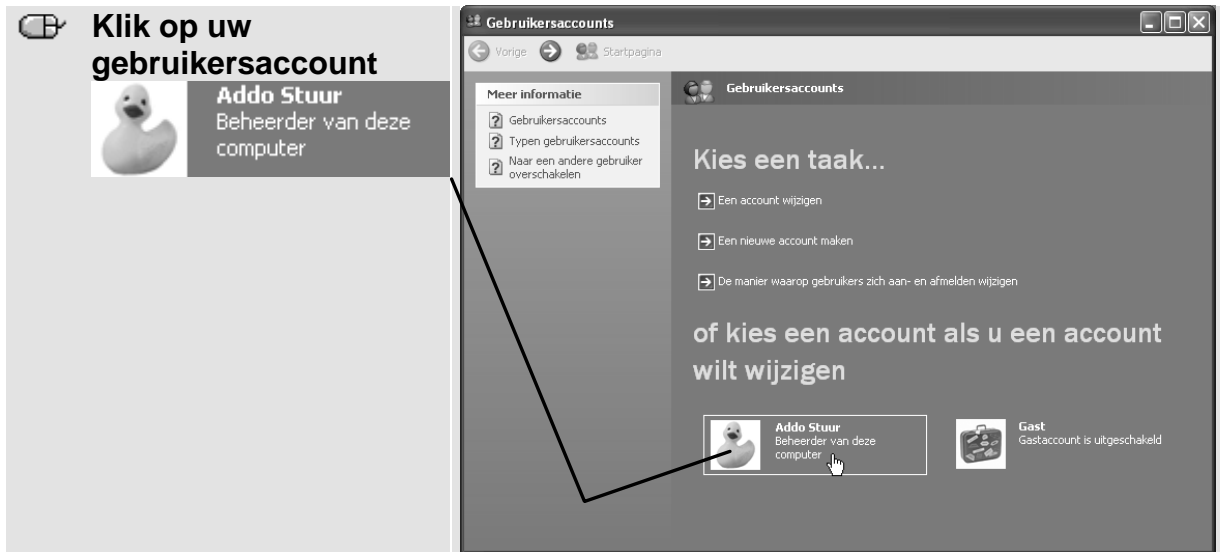 Klik op uw
gebruikersaccount
Addo Stuur
Beheerder van deze
computer
Gebruikersaccounts
Vorige
Startpagina
Meer informatie
Gebruikersaccounts
Typen gebruikersaccounts
Naar een andere gebruiker
overschakelen
Gebruikersaccounts
Kies een taak...
Een account wijzigen
Een nieuwe account maken
De manier waarop gebruikers zich aan- en afmelden wijzigen
of kies een account als u een account
wilt wijzigen
Addo Stuur
Beheerder van deze
computer
Gast
Gastaccount is uitgeschakeld